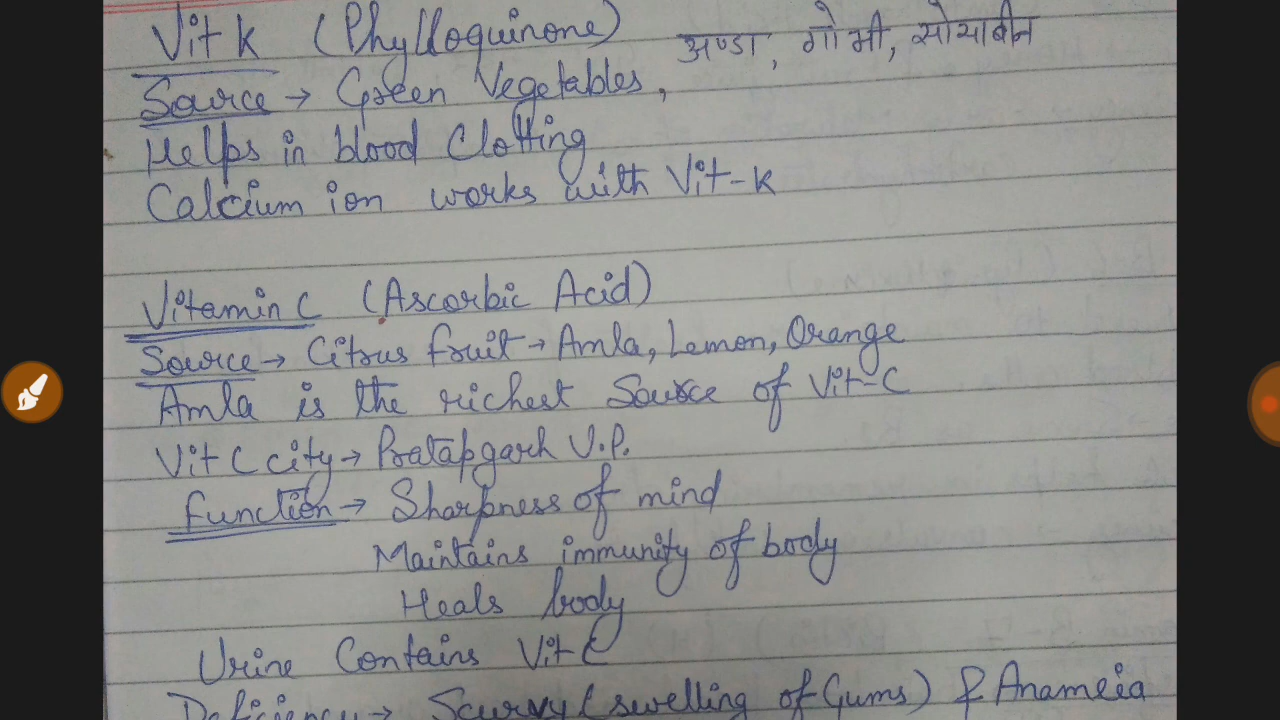 Vit K (Phylloquinone)
Source → Green Vegetables, अण्डा, गोभी, सोयाबीन
Helps in blood Clotting
Calcium ion works with Vit-K
Vitamin C (Ascorbic Acid)
Source → Citrus fruit → Amla, Lemon, Orange
Amla is the richest Source of Vit-C
Vit C city → Pratapgarh U.P.
Function → Sharpness of mind
Maintains immunity of body
Heals body
Urine Contains Vit C
Deficiency → Scurvy (swelling of Gums) & Anameia